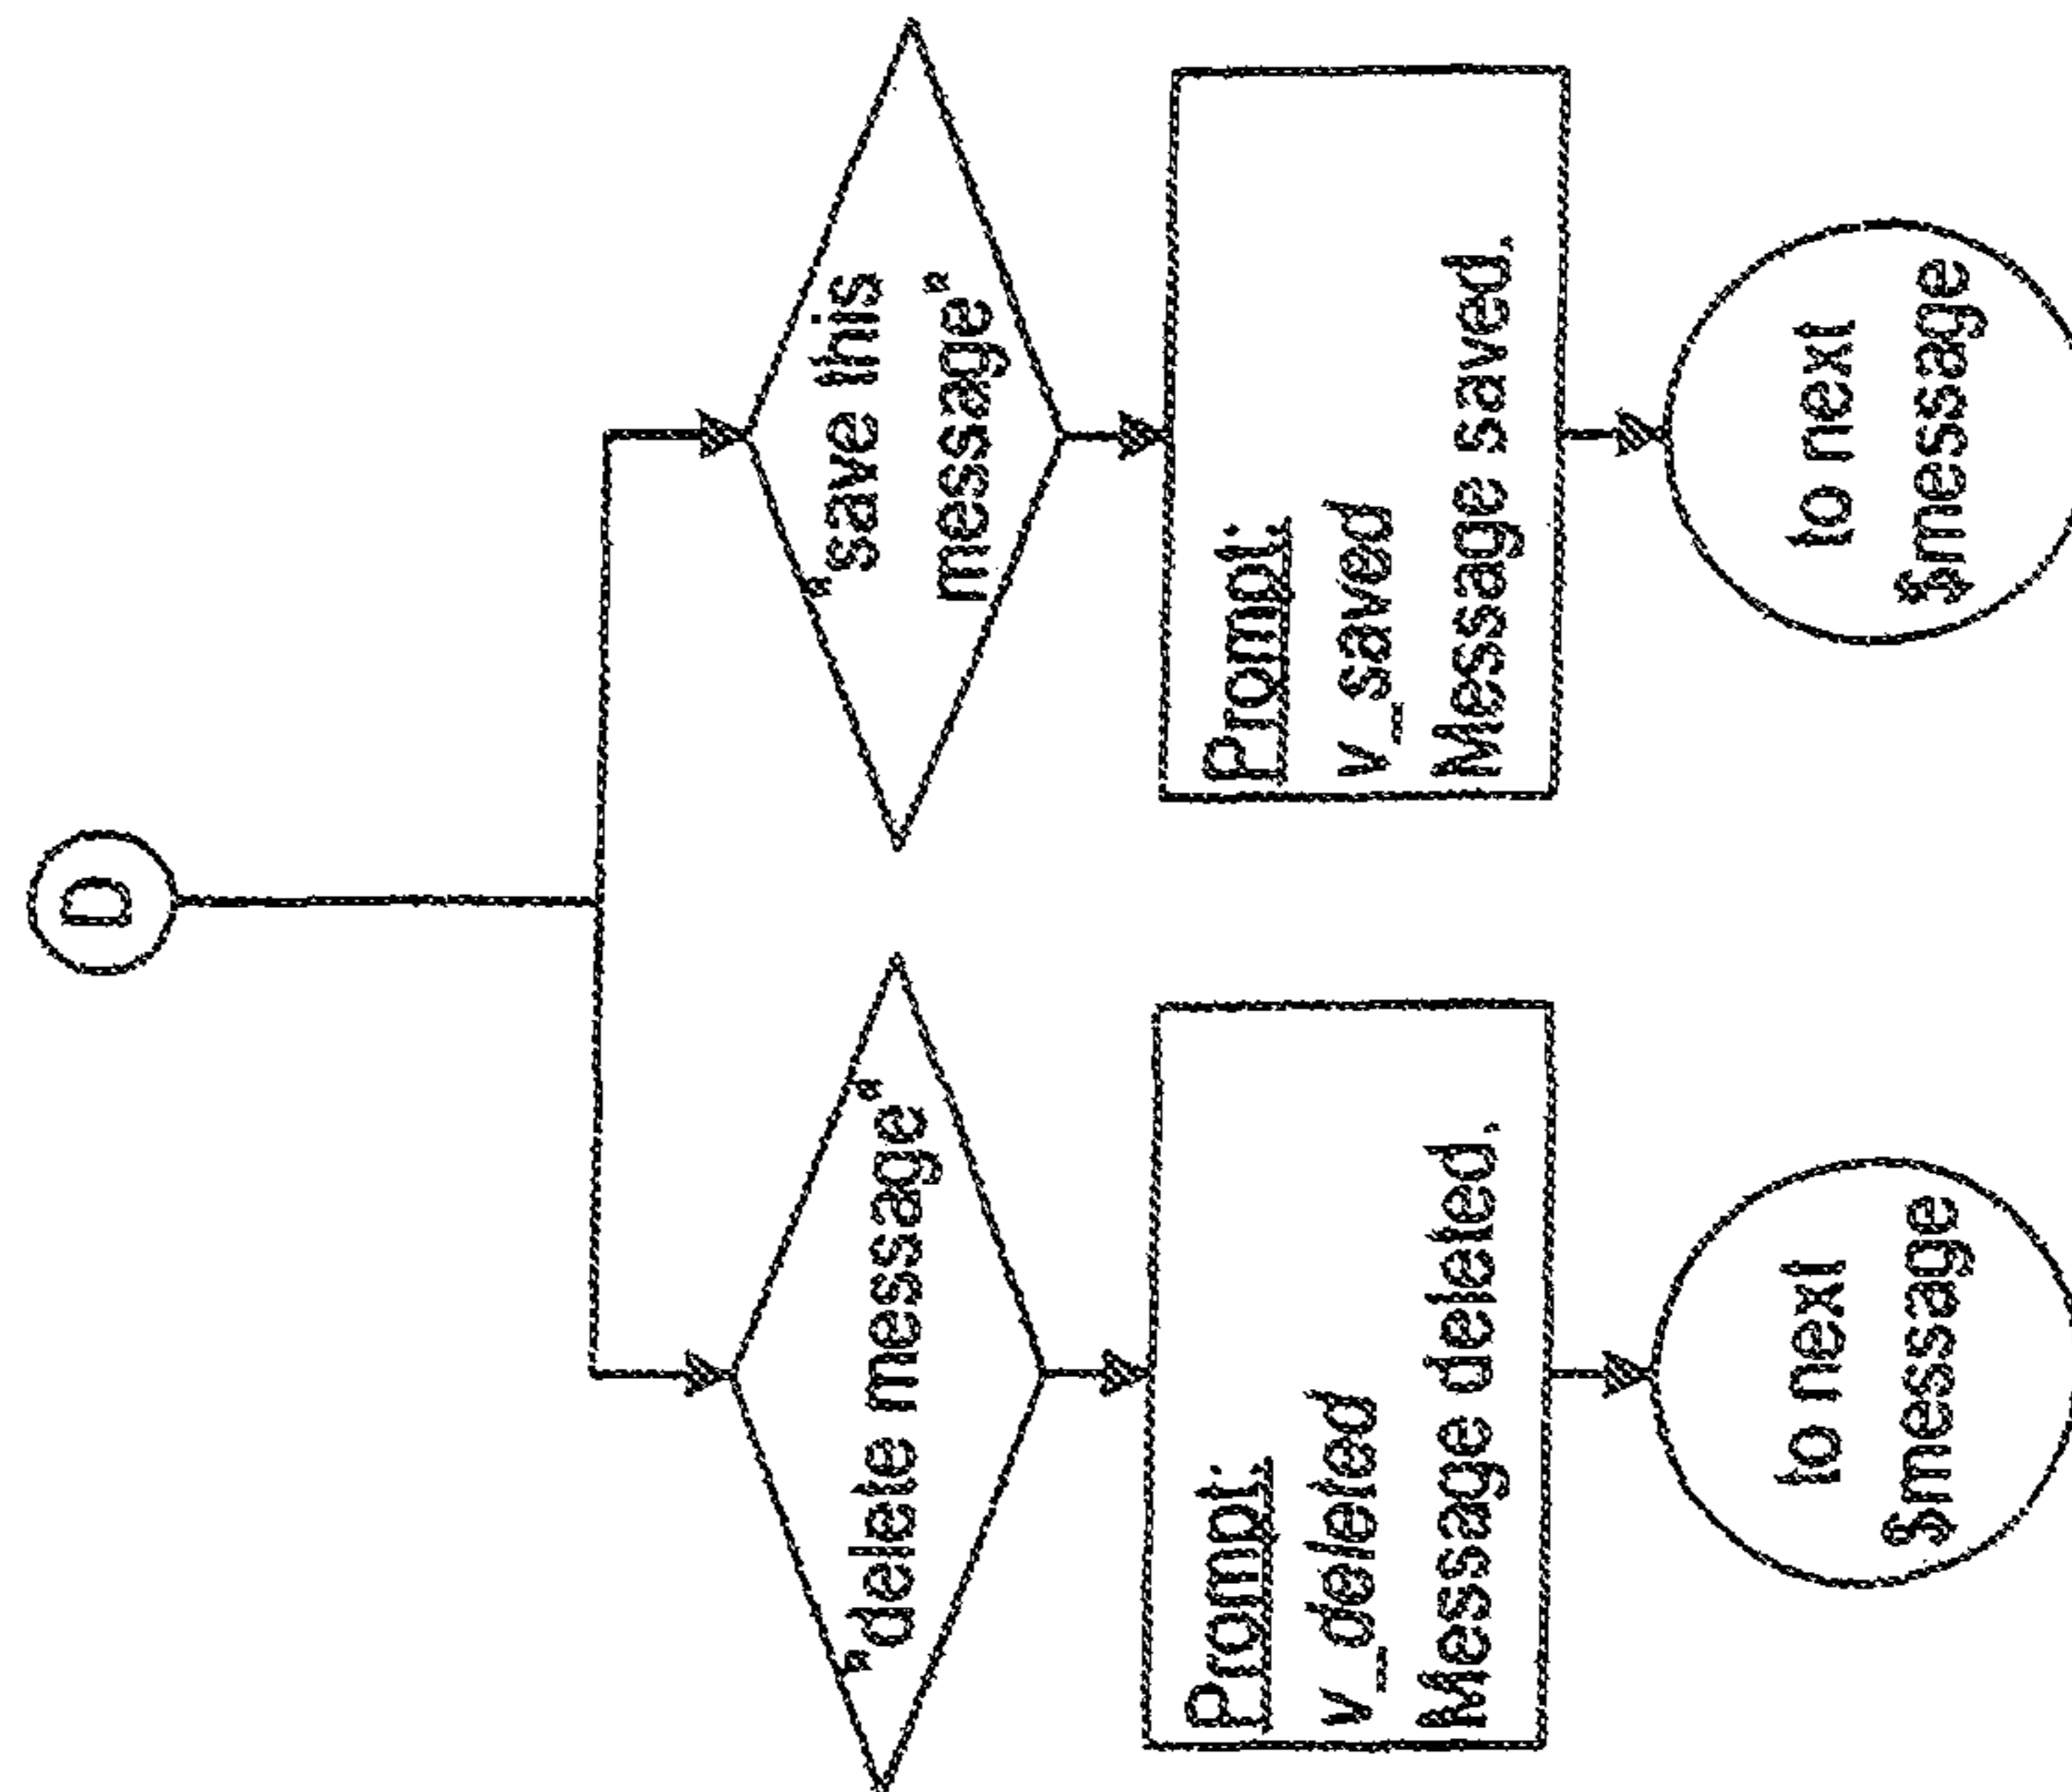 D
"delete message"
Prompt:
v_deleted
Message deleted.
to next
$message
"save this
message"
Prompt:
v_saved
Message saved.
to next
$message